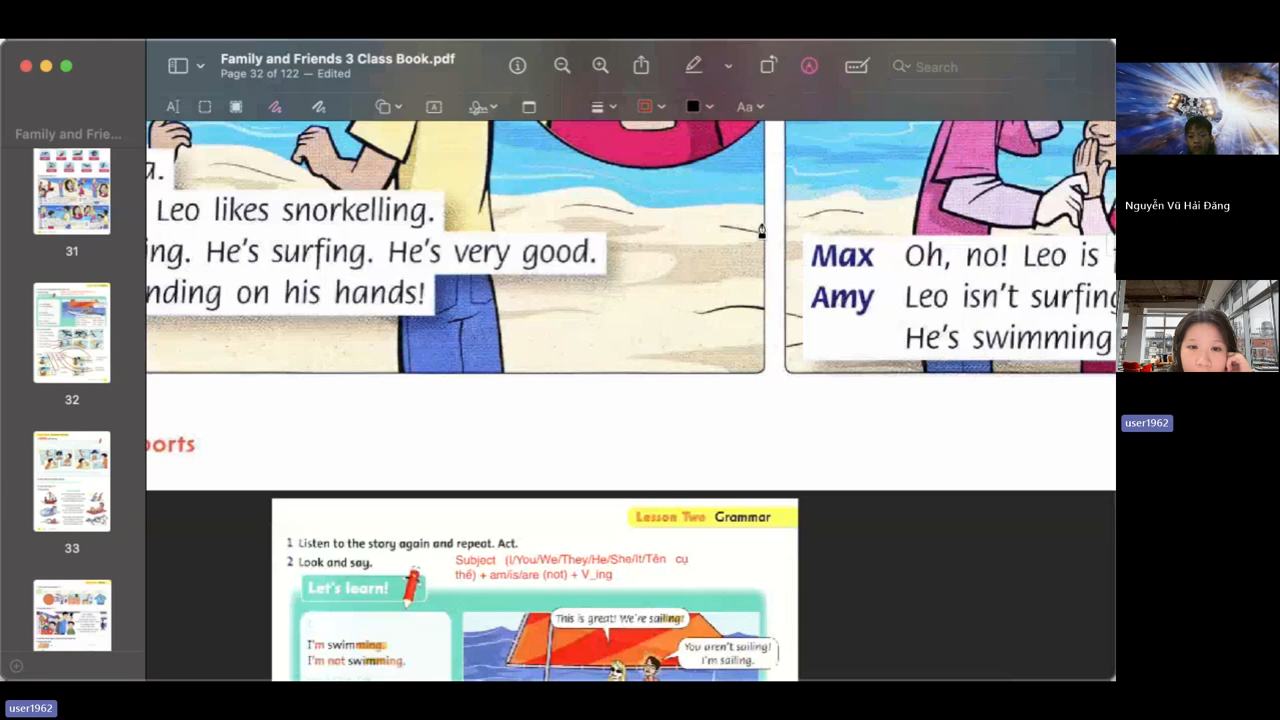 Family and Friends 3 Class Book.pdf
Page 32 of 122 — Edited
Search
Aa
Family and Frie...
31
32
33
a.
Leo likes snorkelling.
ing. He's surfing. He's very good.
nding on his hands!
Max Oh, no! Leo is
Amy Leo isn't surfing
He's swimming
ports
Lesson Two Grammar
1 Listen to the story again and repeat. Act.
2 Look and say.
Subject (I/You/We/They/He/She/It/Tên cụ
thể) + am/is/are (not) + V_ing
Let's learn!
This is great! We're sailing!
You aren't sailing!
I'm sailing.
I'm swimming.
I'm not swimming.
Nguyễn Vũ Hải Đăng
user1962
user1962